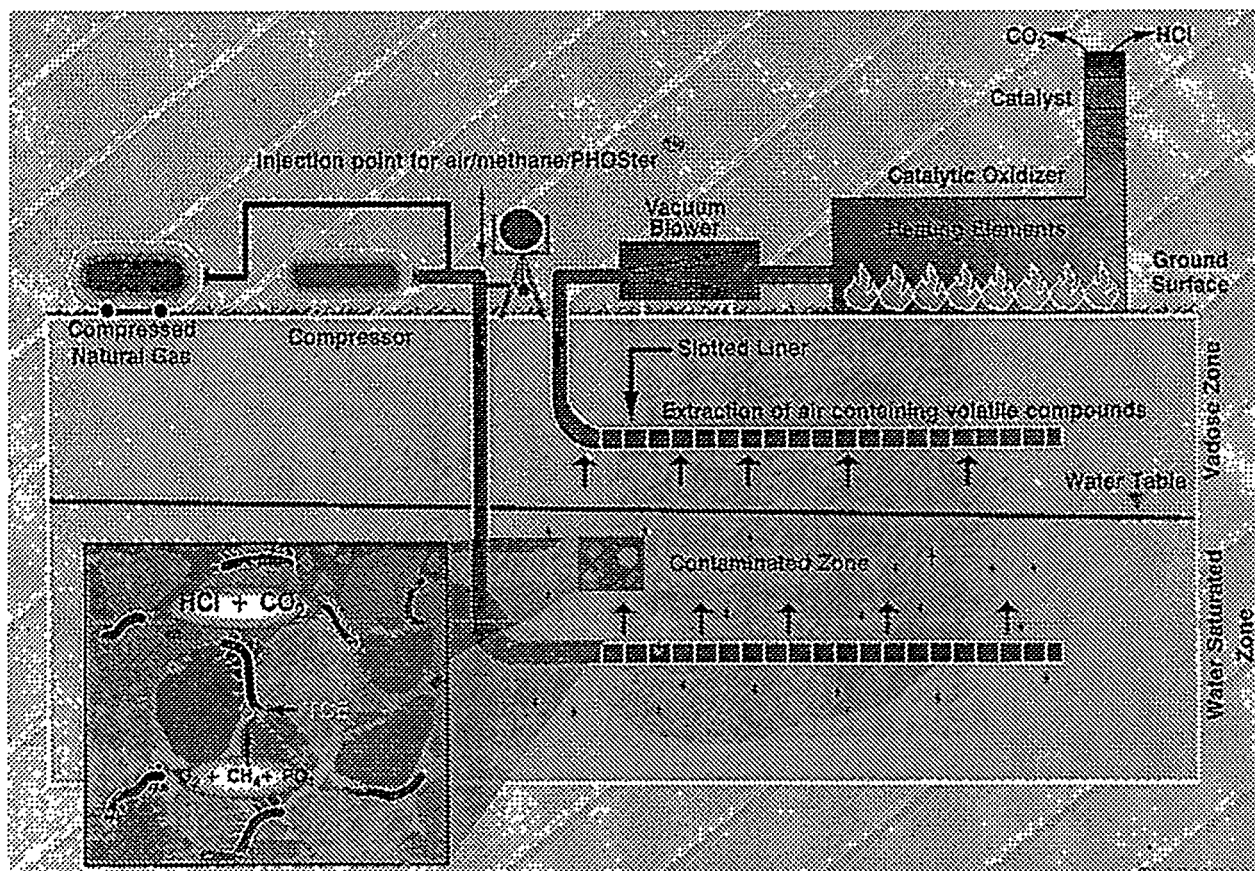 CO₂
HCl
Catalyst
Injection point for air/methane/PHOSter
Catalytic Oxidizer
Vacuum
Blower
Heating Elements
Ground
Surface
Compressed
Natural Gas
Compressor
Slotted Liner
Extraction of air containing volatile compounds
Vadose Zone
Water Table
Contaminated Zone
HCl + CO₂
Water Saturated
Zone
+ CH₄ +